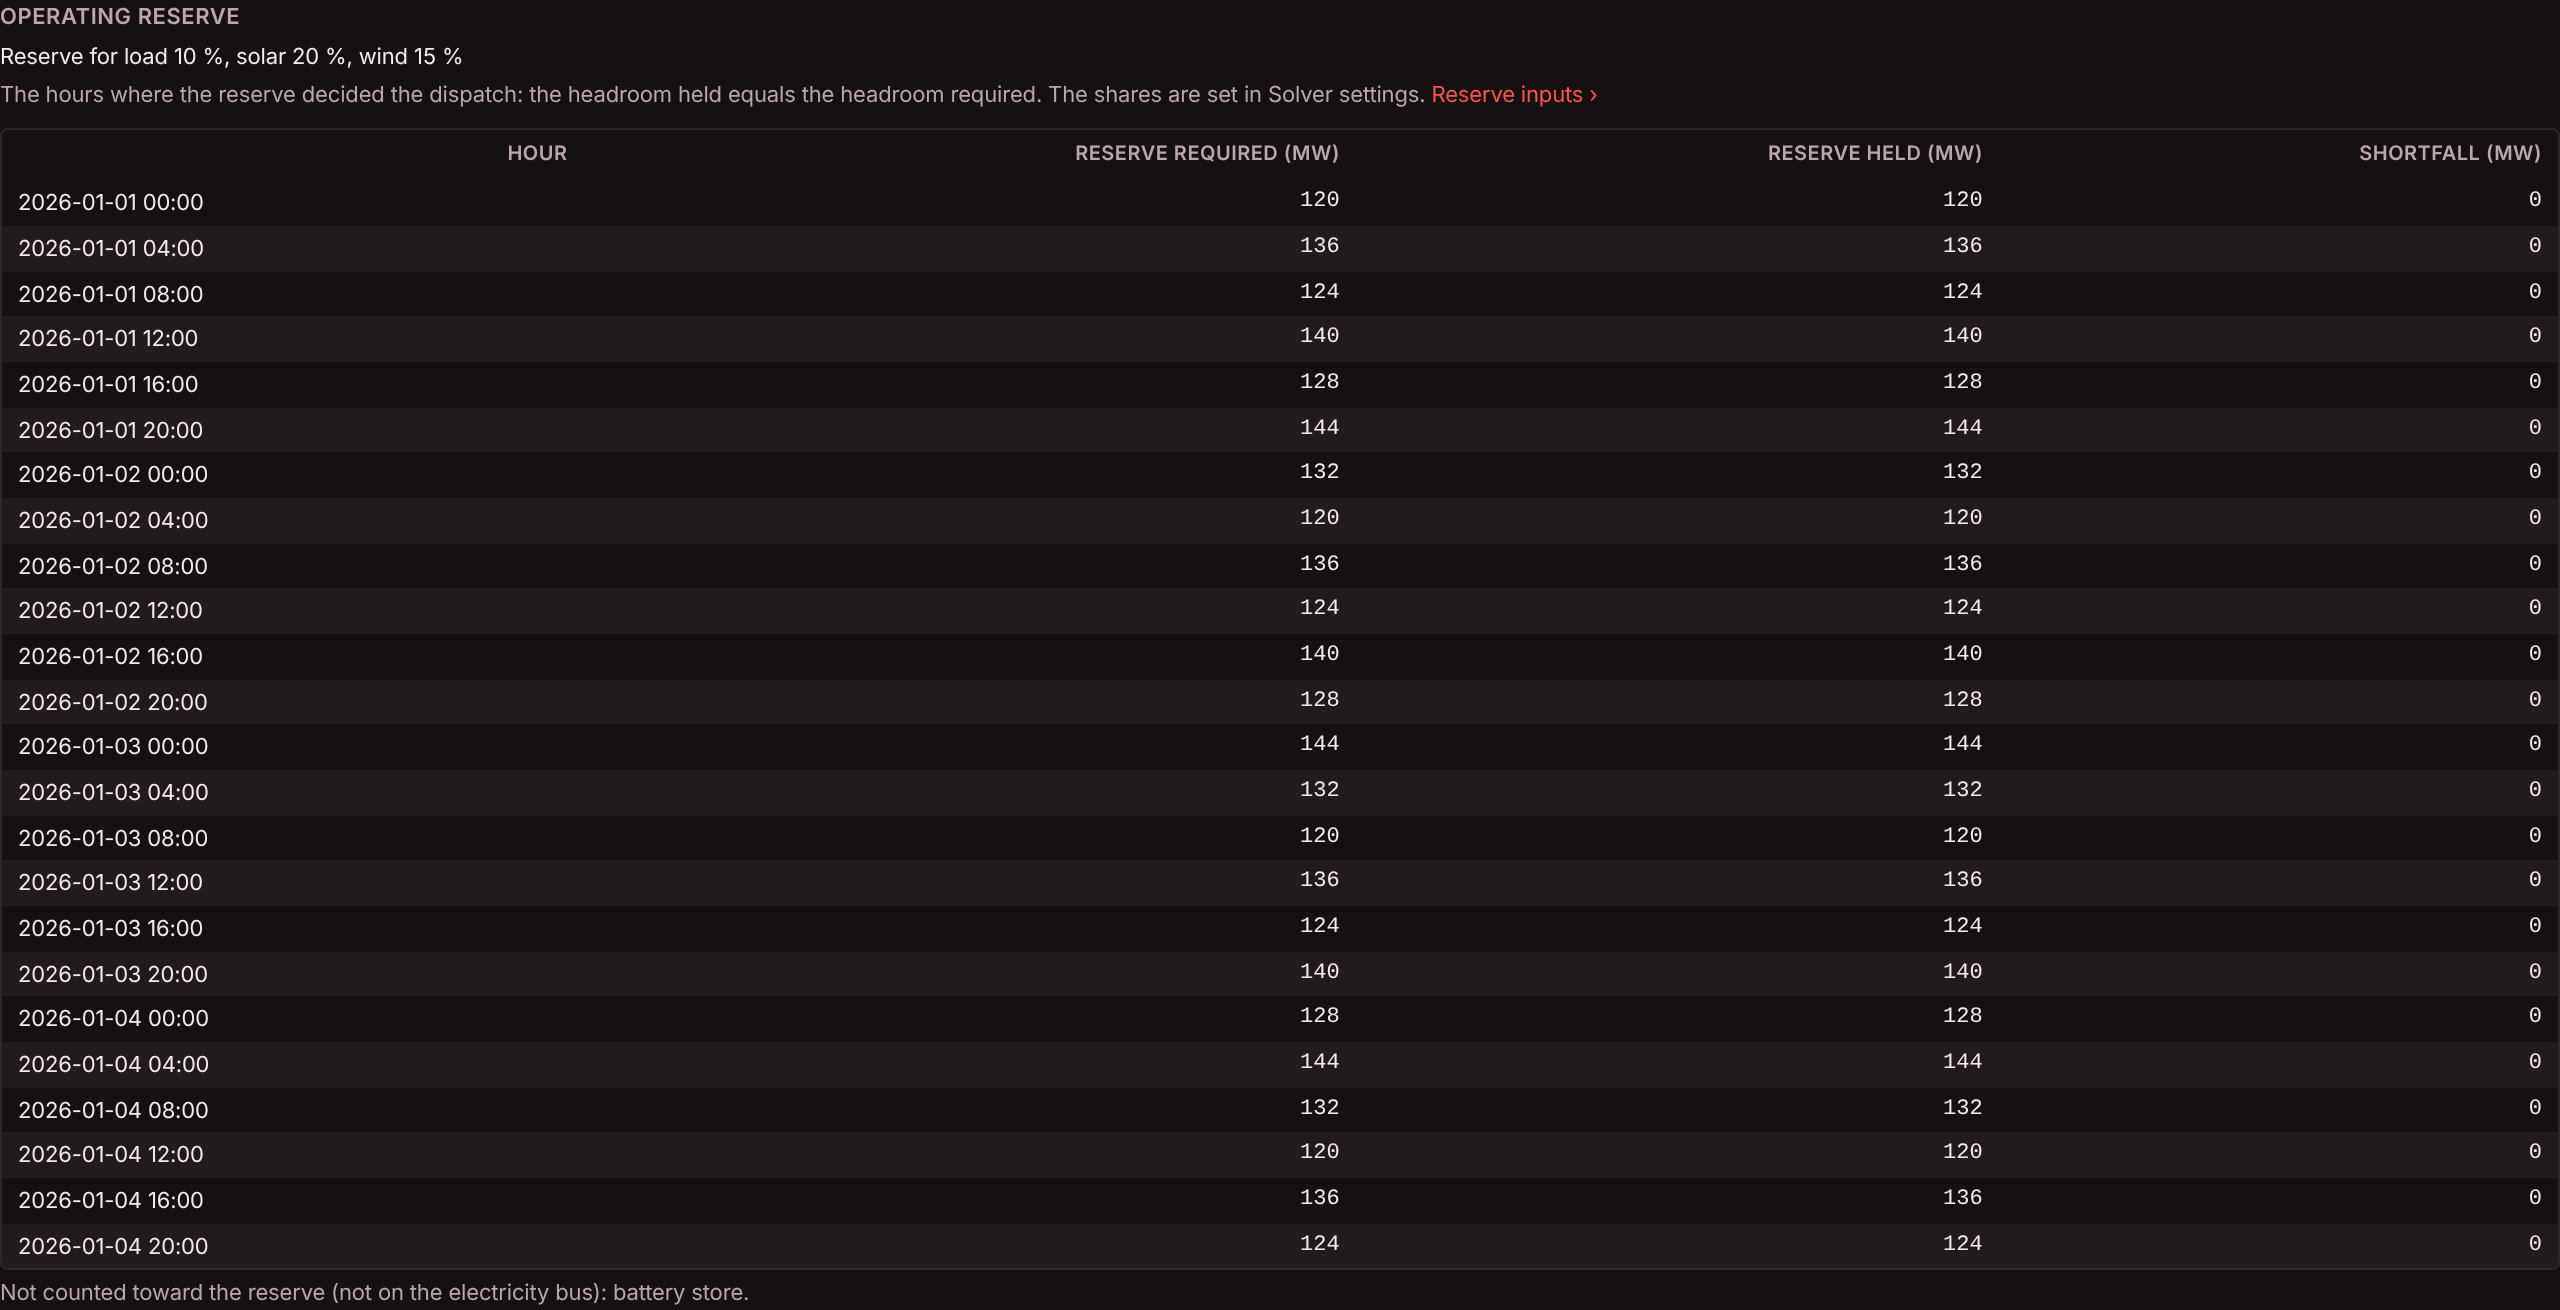 OPERATING RESERVE
Reserve for load 10 %, solar 20 %, wind 15 %
The hours where the reserve decided the dispatch: the headroom held equals the headroom required. The shares are set in Solver settings. Reserve inputs ›
HOUR RESERVE REQUIRED (MW) RESERVE HELD (MW) SHORTFALL (MW)
2026-01-01 00:00 120 120 0
2026-01-01 04:00 136 136 0
2026-01-01 08:00 124 124 0
2026-01-01 12:00 140 140 0
2026-01-01 16:00 128 128 0
2026-01-01 20:00 144 144 0
2026-01-02 00:00 132 132 0
2026-01-02 04:00 120 120 0
2026-01-02 08:00 136 136 0
2026-01-02 12:00 124 124 0
2026-01-02 16:00 140 140 0
2026-01-02 20:00 128 128 0
2026-01-03 00:00 144 144 0
2026-01-03 04:00 132 132 0
2026-01-03 08:00 120 120 0
2026-01-03 12:00 136 136 0
2026-01-03 16:00 124 124 0
2026-01-03 20:00 140 140 0
2026-01-04 00:00 128 128 0
2026-01-04 04:00 144 144 0
2026-01-04 08:00 132 132 0
2026-01-04 12:00 120 120 0
2026-01-04 16:00 136 136 0
2026-01-04 20:00 124 124 0
Not counted toward the reserve (not on the electricity bus): battery store.